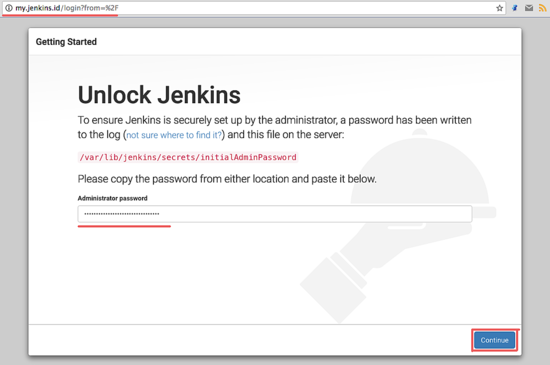 my.jenkins.id/login?from=%2F
Getting Started
Unlock Jenkins
To ensure Jenkins is securely set up by the administrator, a password has been written
to the log (not sure where to find it?) and this file on the server:
/var/lib/jenkins/secrets/initialAdminPassword
Please copy the password from either location and paste it below.
Administrator password
Continue